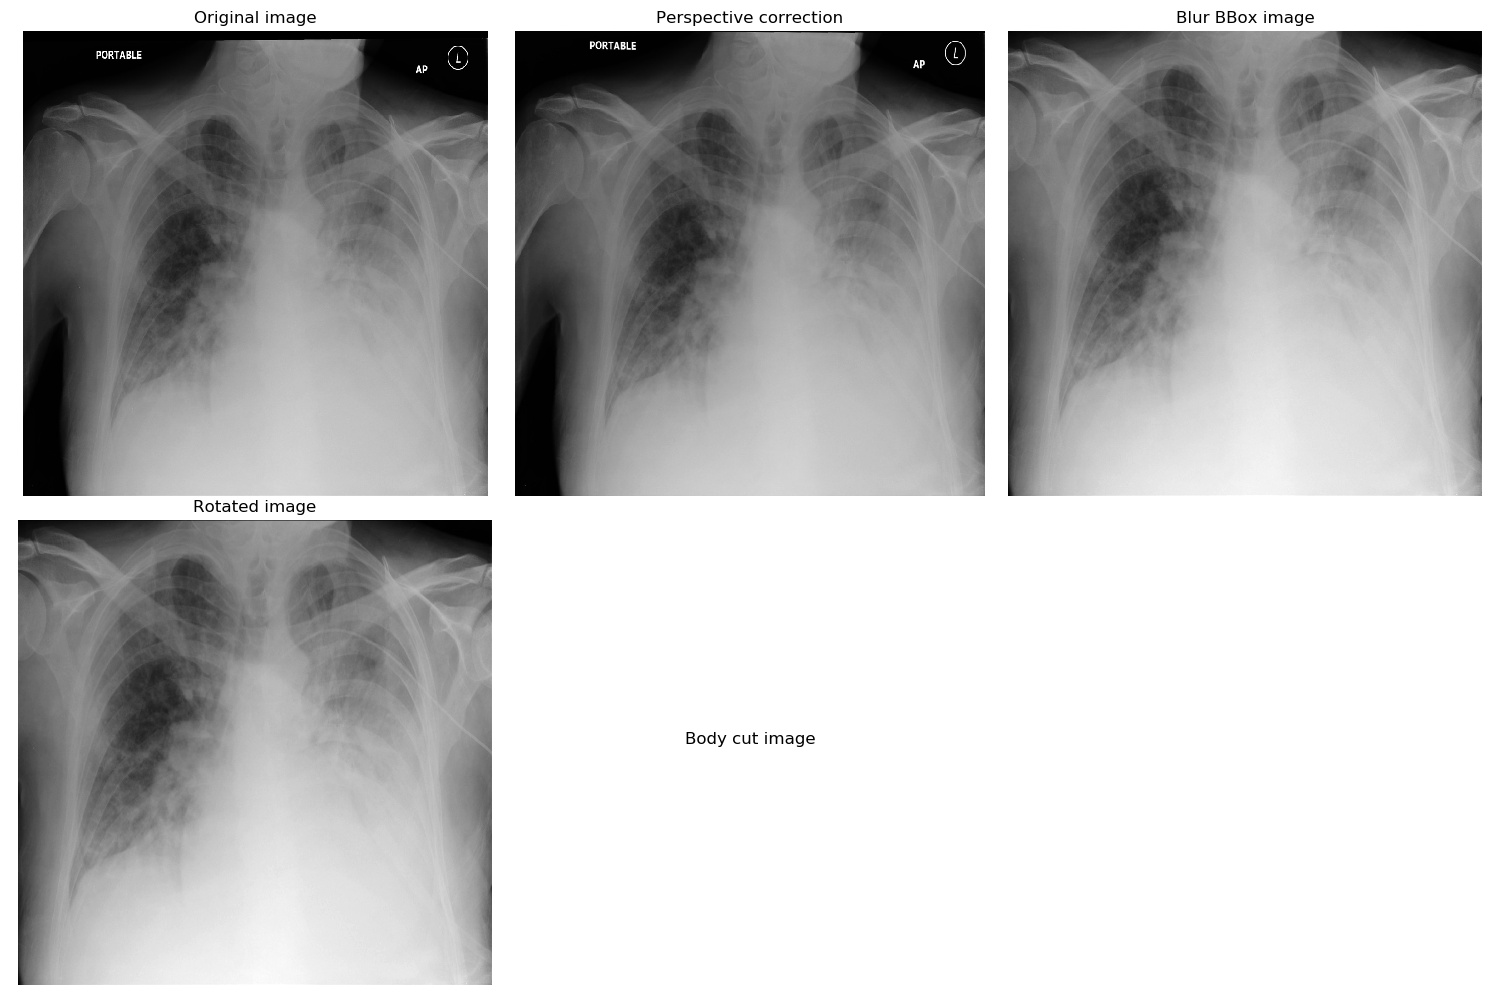 Original image
Perspective correction
Blur BBox image
PORTABLE
AP
L
PORTABLE
AP
L
Rotated image
Body cut image